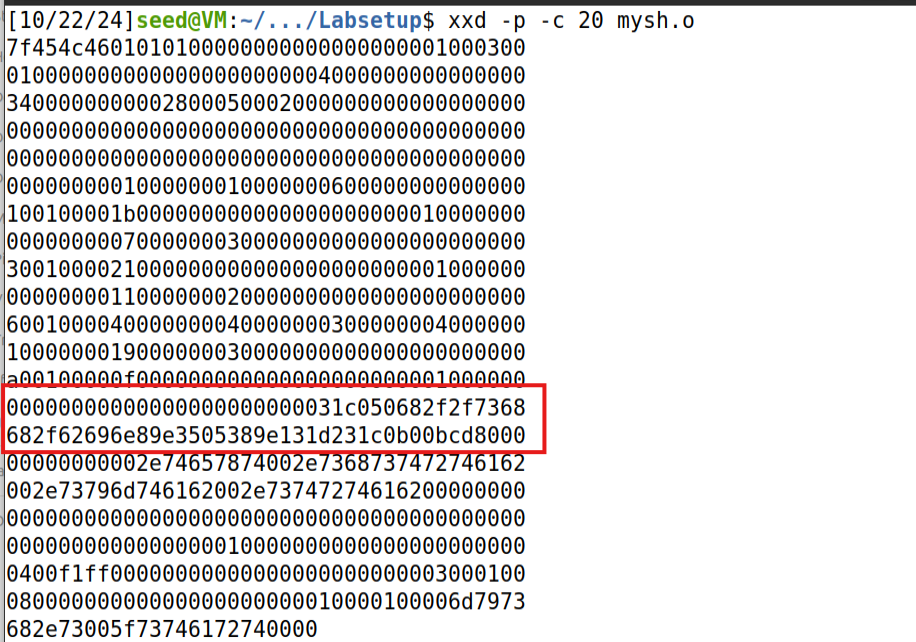 [10/22/24]seed@VM:~/.../Labsetup$ xxd -p -c 20 mysh.o
7f454c4601010100000000000000000001000300
0100000000000000000000004000000000000000
3400000000002800050002000000000000000000
0000000000000000000000000000000000000000
0000000000000000000000000000000000000000
0000000001000000010000000600000000000000
100100001b000000000000000000000010000000
0000000007000000030000000000000000000000
3001000021000000000000000000000001000000
0000000011000000020000000000000000000000
6001000040000000040000000300000004000000
1000000019000000030000000000000000000000
a00100000f000000000000000000000001000000
00000000000000000000000031c050682f2f7368
682f62696e89e3505389e131d231c0b00bcd8000
00000000002e74657874002e7368737472746162
002e73796d746162002e73747274616200000000
0000000000000000000000000000000000000000
0000000000000000010000000000000000000000
0400f1ff00000000000000000000000003000100
08000000000000000000000010000100006d7973
682e73005f73746172740000